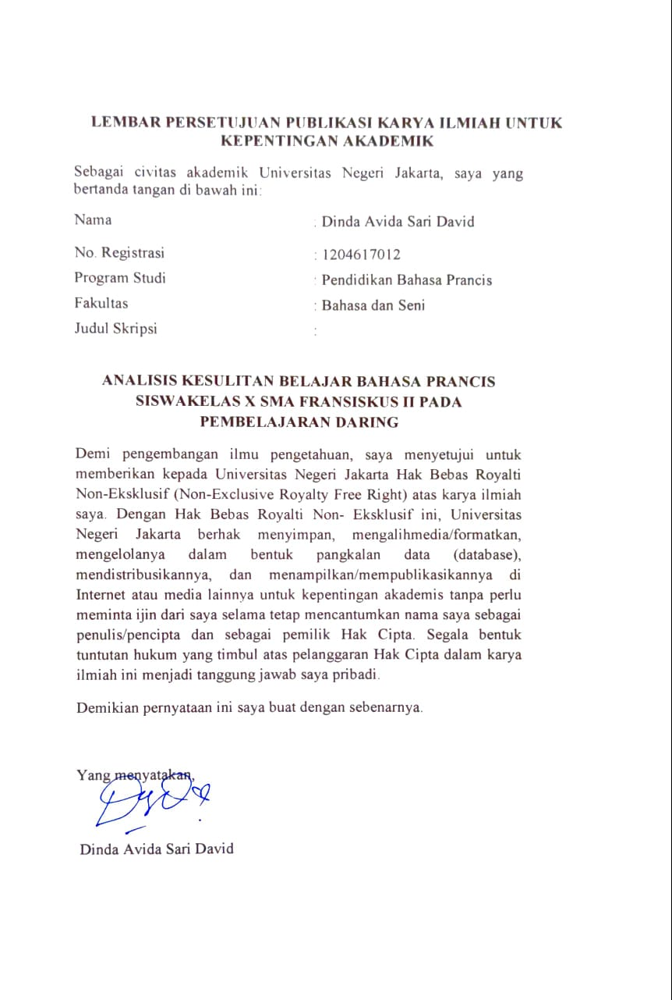 LEMBAR PERSETUJUAN PUBLIKASI KARYA ILMIAH UNTUK
KEPENTINGAN AKADEMIK
Sebagai civitas akademik Universitas Negeri Jakarta, saya yang
bertanda tangan di bawah ini:
Nama : Dinda Avida Sari David
No. Registrasi : 1204617012
Program Studi : Pendidikan Bahasa Prancis
Fakultas : Bahasa dan Seni
Judul Skripsi :
ANALISIS KESULITAN BELAJAR BAHASA PRANCIS
SISWAKELAS X SMA FRANSISKUS II PADA
PEMBELAJARAN DARING
Demi pengembangan ilmu pengetahuan, saya menyetujui untuk
memberikan kepada Universitas Negeri Jakarta Hak Bebas Royalti
Non-Eksklusif (Non-Exclusive Royalty Free Right) atas karya ilmiah
saya. Dengan Hak Bebas Royalti Non- Eksklusif ini, Universitas
Negeri Jakarta berhak menyimpan, mengalihmedia/formatkan,
mengelolanya dalam bentuk pangkalan data (database),
mendistribusikannya, dan menampilkan/mempublikasikannya di
Internet atau media lainnya untuk kepentingan akademis tanpa perlu
meminta ijin dari saya selama tetap mencantumkan nama saya sebagai
penulis/pencipta dan sebagai pemilik Hak Cipta. Segala bentuk
tuntutan hukum yang timbul atas pelanggaran Hak Cipta dalam karya
ilmiah ini menjadi tanggung jawab saya pribadi.
Demikian pernyataan ini saya buat dengan sebenarnya.
Yang menyatakan,
Dinda Avida Sari David